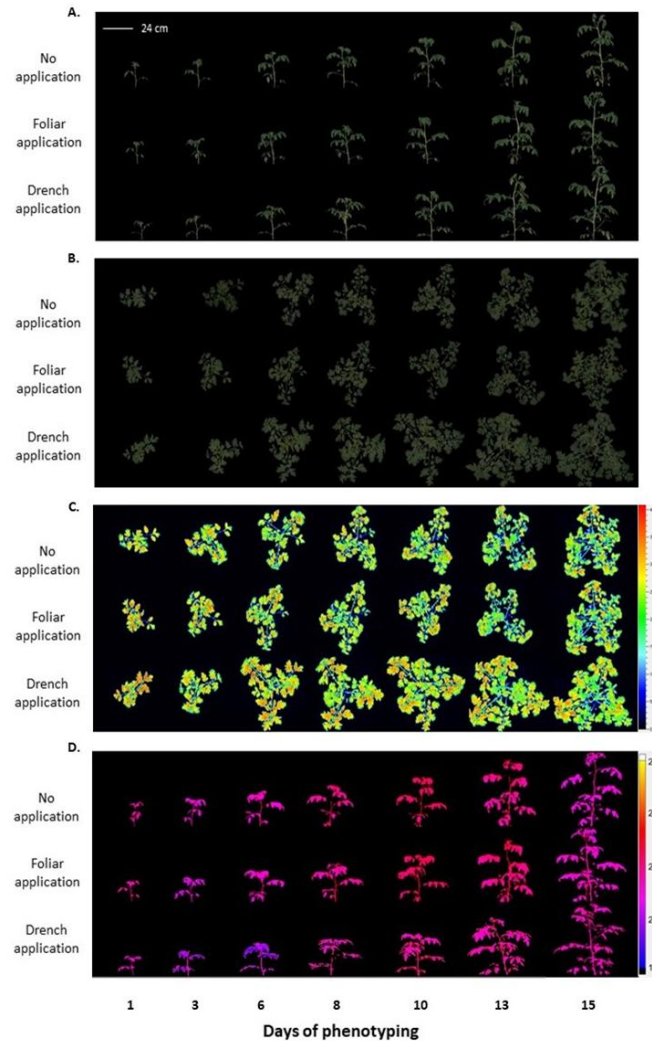 A.
24 cm
No
application
Foliar
application
Drench
application
B.
No
application
Foliar
application
Drench
application
C.
No
application
Foliar
application
Drench
application
D.
No
application
Foliar
application
Drench
application
1 3 6 8 10 13 15
Days of phenotyping